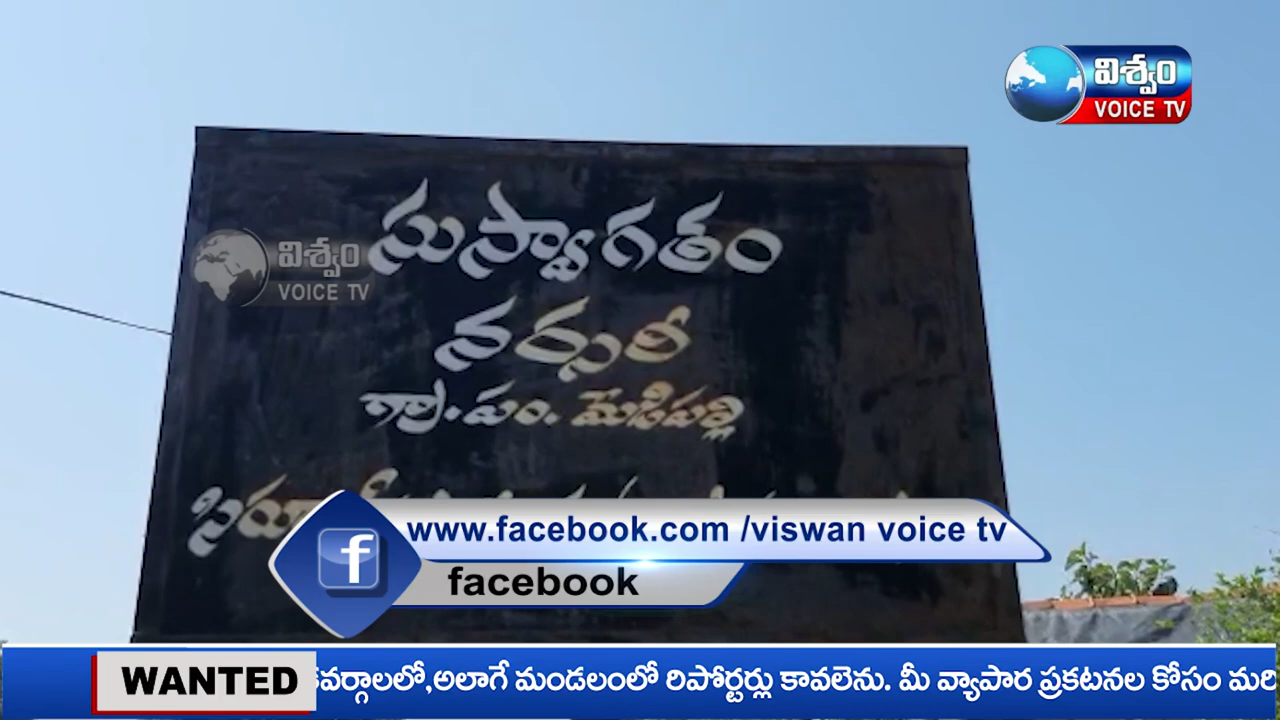 విశ్వం
VOICE TV
సుస్వాగతం
విశ్వం
VOICE TV
నర్సురీ
గ్రా.పం. మేడిపల్లి
www.facebook.com /viswan voice tv
facebook
WANTED
కవర్గాలలో,అలాగే మండలంలో రిపోర్టర్లు కావలెను. మీ వ్యాపార ప్రకటనల కోసం మరి